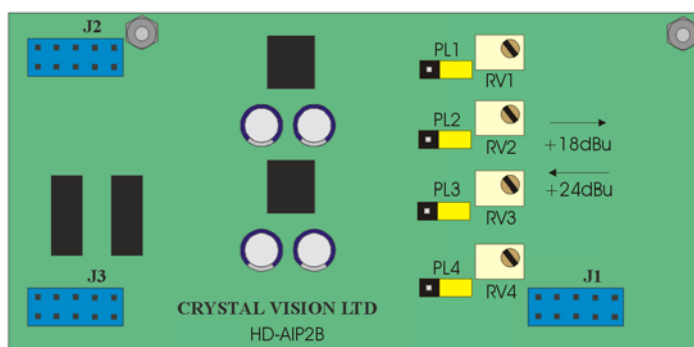 J2
PL1
RV1
PL2
RV2
+18dBu
PL3
+24dBu
RV3
J3
PL4
J1
RV4
CRYSTAL VISION LTD
HD-AIP2B